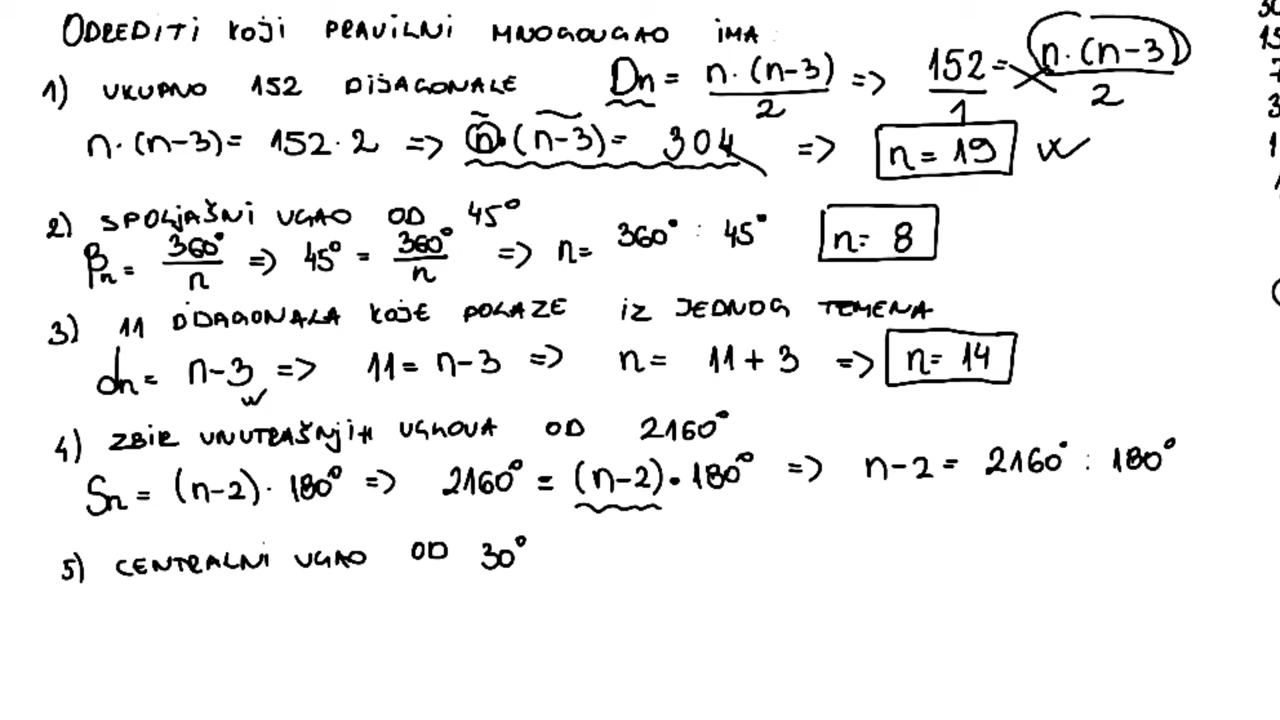 ODREDITI KOJI PRAVILNI MNOGOUGAO IMA
1) UKUPNO 152 DIJAGONALE Dn = n·(n-3)/2 => 152/1 = n·(n-3)/2
n·(n-3) = 152·2 => n·(n-3) = 304 => n = 19
2) SPOLJAŠNI UGAO OD 45°
βn = 360°/n => 45° = 360°/n => n = 360° : 45° n = 8
3) 11 DIJAGONALA KOJE POLAZE IZ JEDNOG TEMENA
dn = n-3 => 11 = n-3 => n = 11 + 3 => n = 14
4) ZBIR UNUTRAŠNJIH UGLOVA OD 2160°
Sn = (n-2)·180° => 2160° = (n-2)·180° => n-2 = 2160° : 180°
5) CENTRALNI UGAO OD 30°